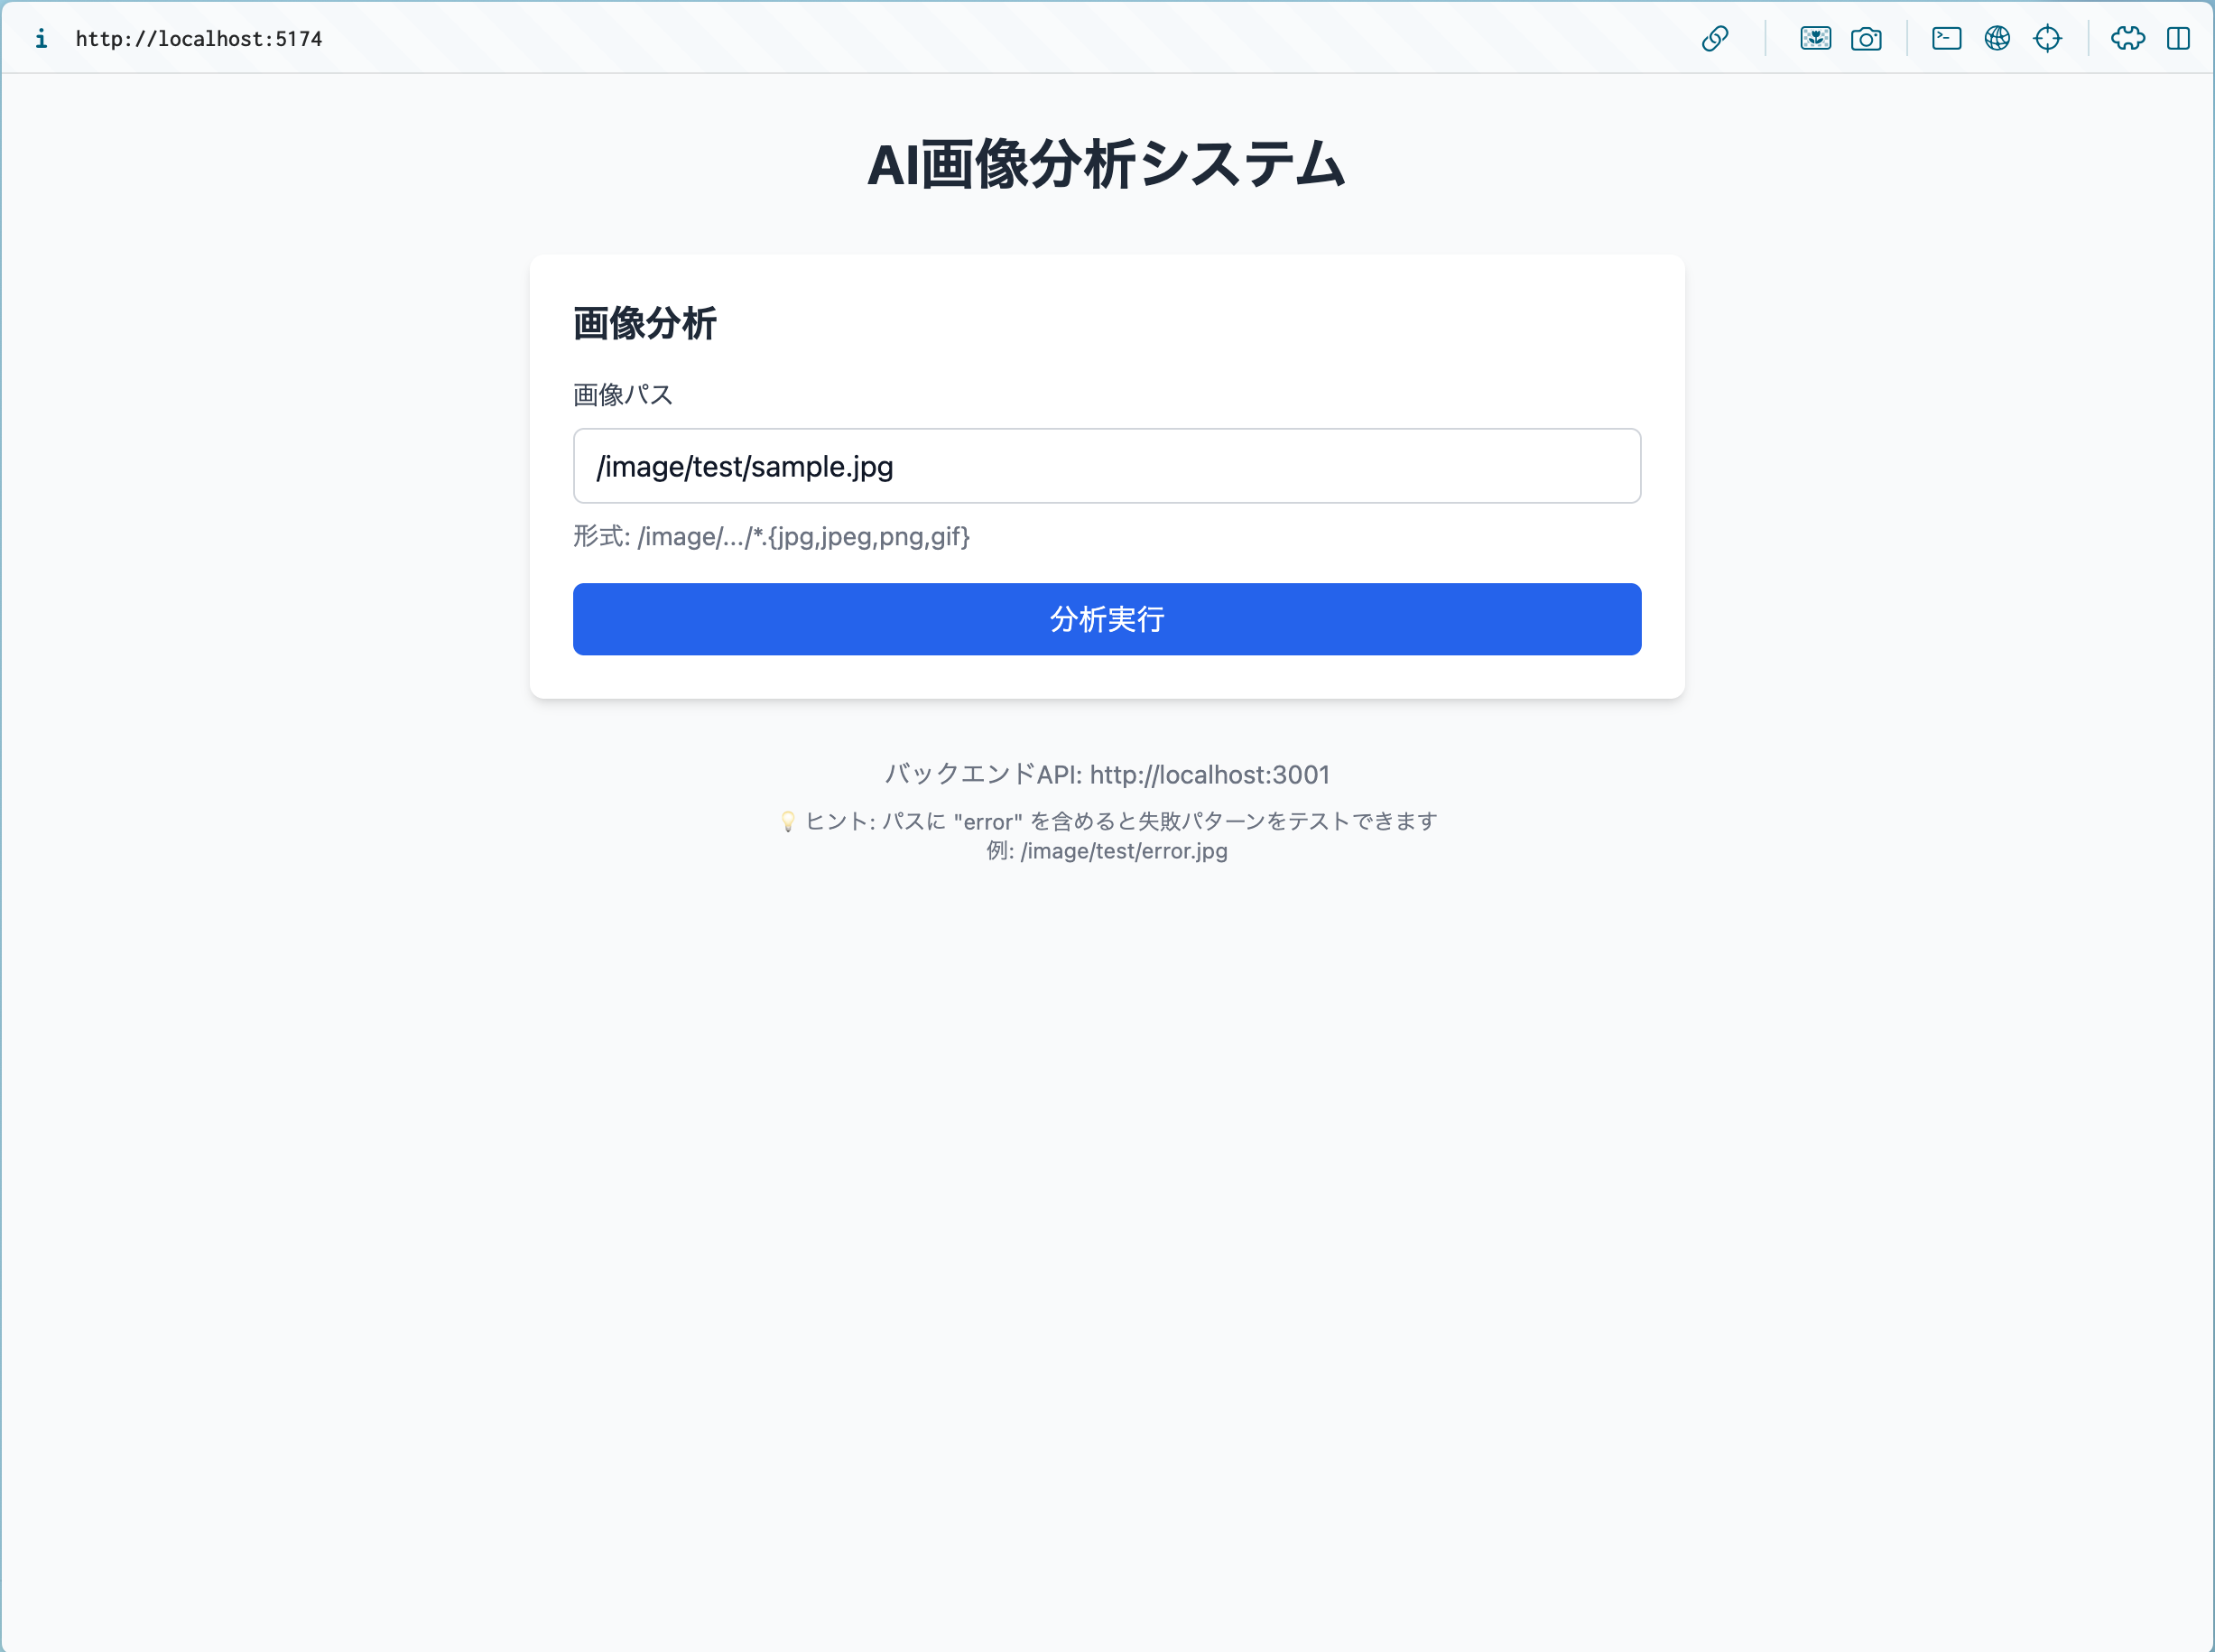 http://localhost:5174
AI画像分析システム
画像分析
画像パス
/image/test/sample.jpg
形式: /image/.../*.{jpg,jpeg,png,gif}
分析実行
バックエンドAPI: http://localhost:3001
💡 ヒント: パスに "error" を含めると失敗パターンをテストできます
例: /image/test/error.jpg